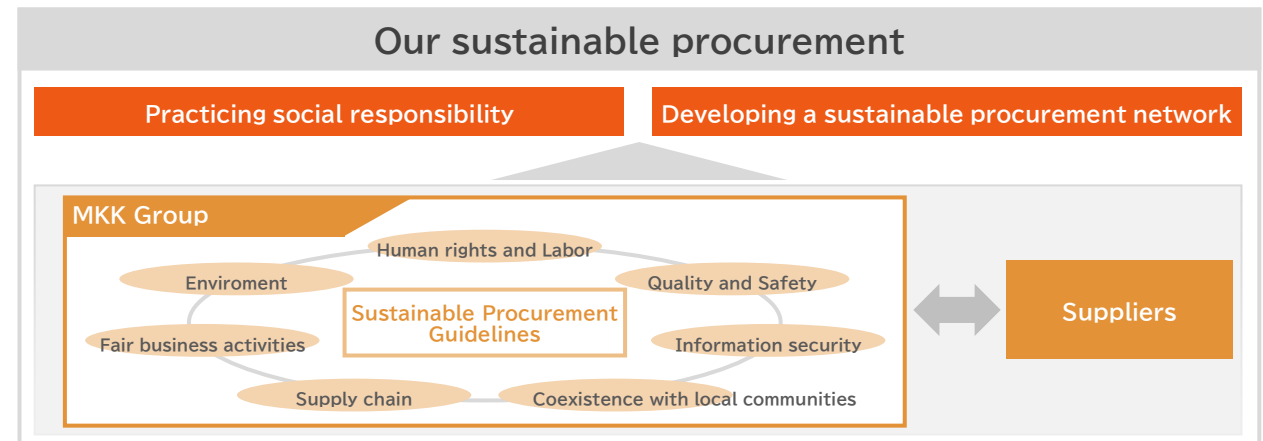 Our sustainable procurement
Practicing social responsibility
Developing a sustainable procurement network
MKK Group
Human rights and Labor
Enviroment
Quality and Safety
Sustainable Procurement
Guidelines
Suppliers
Fair business activities
Information security
Supply chain
Coexistence with local communities